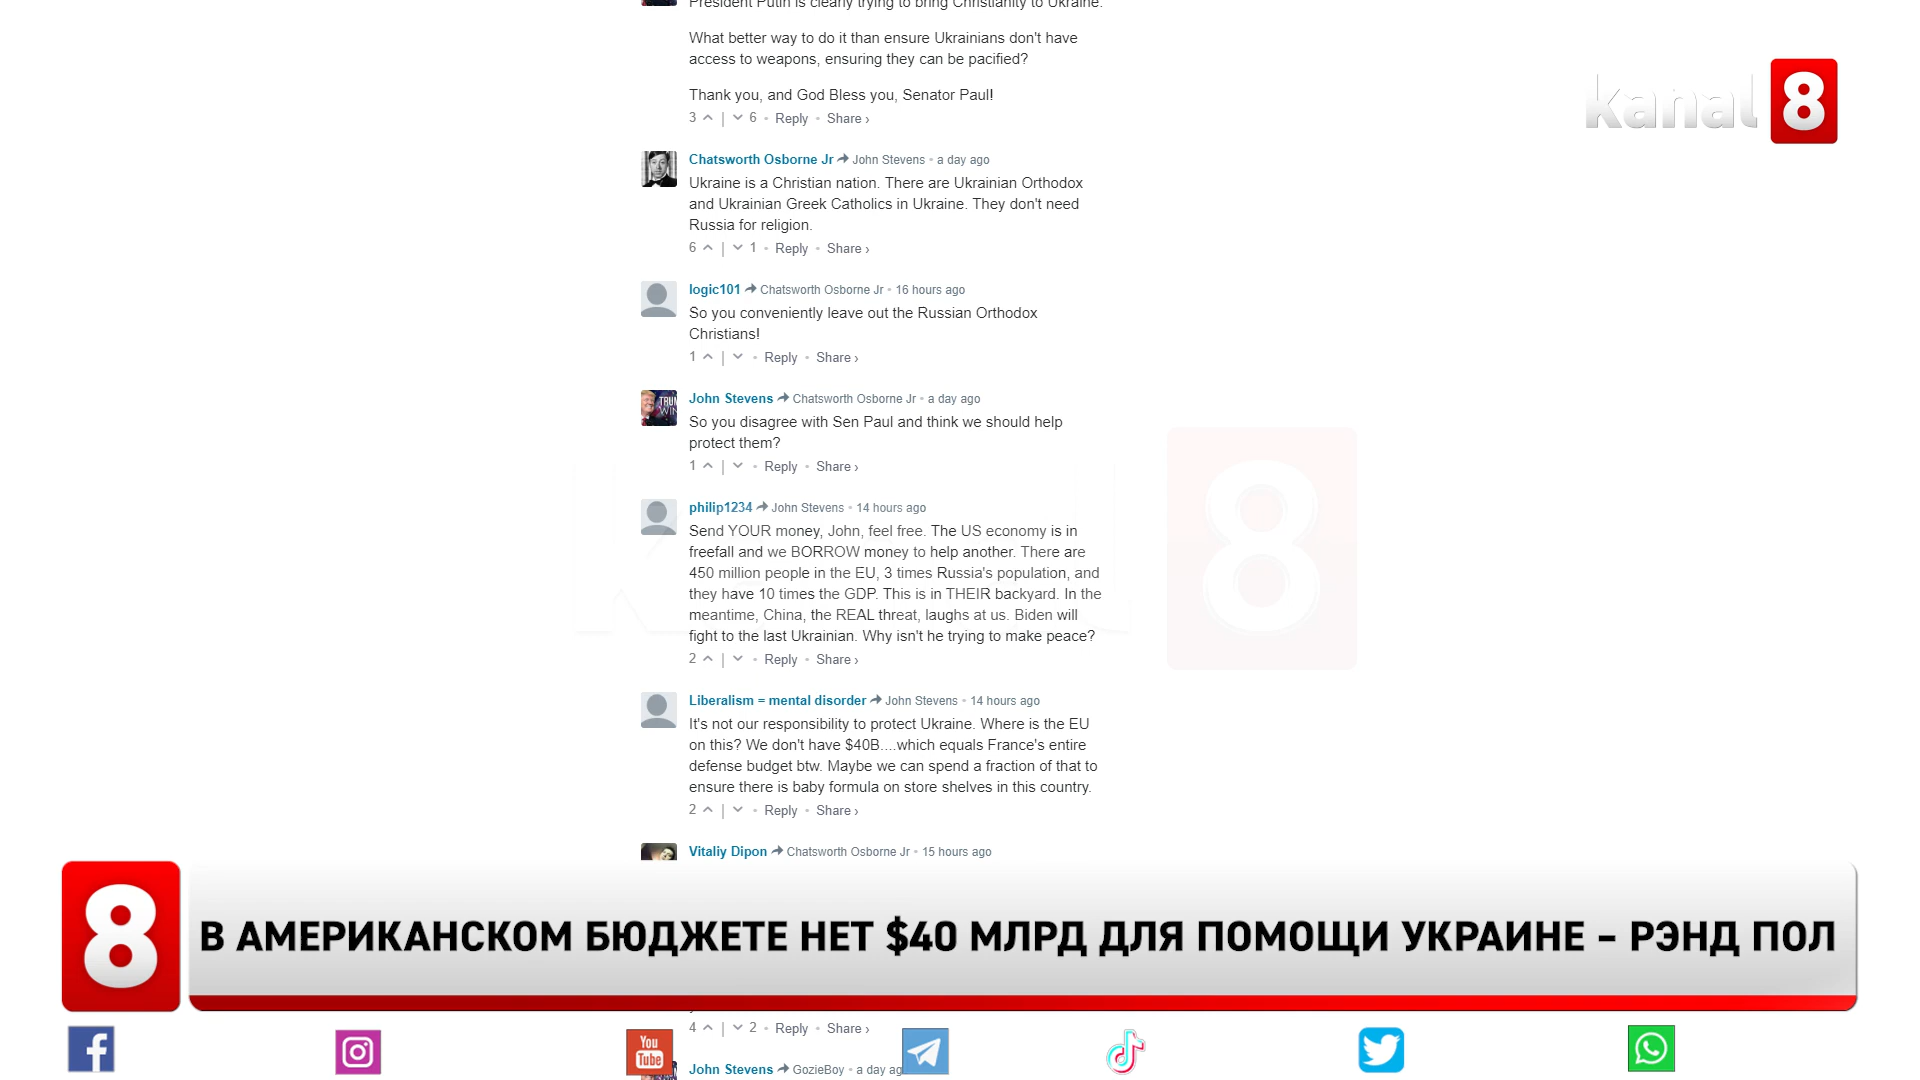 President Putin is clearly trying to bring Christianity to Ukraine.
What better way to do it than ensure Ukrainians don't have
access to weapons, ensuring they can be pacified?
Thank you, and God Bless you, Senator Paul!
3 | 6 • Reply • Share ›
kanal 8
Chatsworth Osborne Jr John Stevens • a day ago
Ukraine is a Christian nation. There are Ukrainian Orthodox
and Ukrainian Greek Catholics in Ukraine. They don't need
Russia for religion.
6 | 1 • Reply • Share ›
logic101 Chatsworth Osborne Jr • 16 hours ago
So you conveniently leave out the Russian Orthodox
Christians!
1 | • Reply • Share ›
John Stevens Chatsworth Osborne Jr • a day ago
So you disagree with Sen Paul and think we should help
protect them?
1 | • Reply • Share ›
philip1234 John Stevens • 14 hours ago
Send YOUR money, John, feel free. The US economy is in
freefall and we BORROW money to help another. There are
450 million people in the EU, 3 times Russia's population, and
they have 10 times the GDP. This is in THEIR backyard. In the
meantime, China, the REAL threat, laughs at us. Biden will
fight to the last Ukrainian. Why isn't he trying to make peace?
2 | • Reply • Share ›
8
Liberalism = mental disorder John Stevens • 14 hours ago
It's not our responsibility to protect Ukraine. Where is the EU
on this? We don't have $40B....which equals France's entire
defense budget btw. Maybe we can spend a fraction of that to
ensure there is baby formula on store shelves in this country.
2 | • Reply • Share ›
Vitaliy Dipon Chatsworth Osborne Jr • 15 hours ago
8 В АМЕРИКАНСКОМ БЮДЖЕТЕ НЕТ $40 МЛРД ДЛЯ ПОМОЩИ УКРАИНЕ – РЭНД ПОЛ
4 | 2 • Reply • Share ›
You
Tube
John Stevens GozieBoy • a day